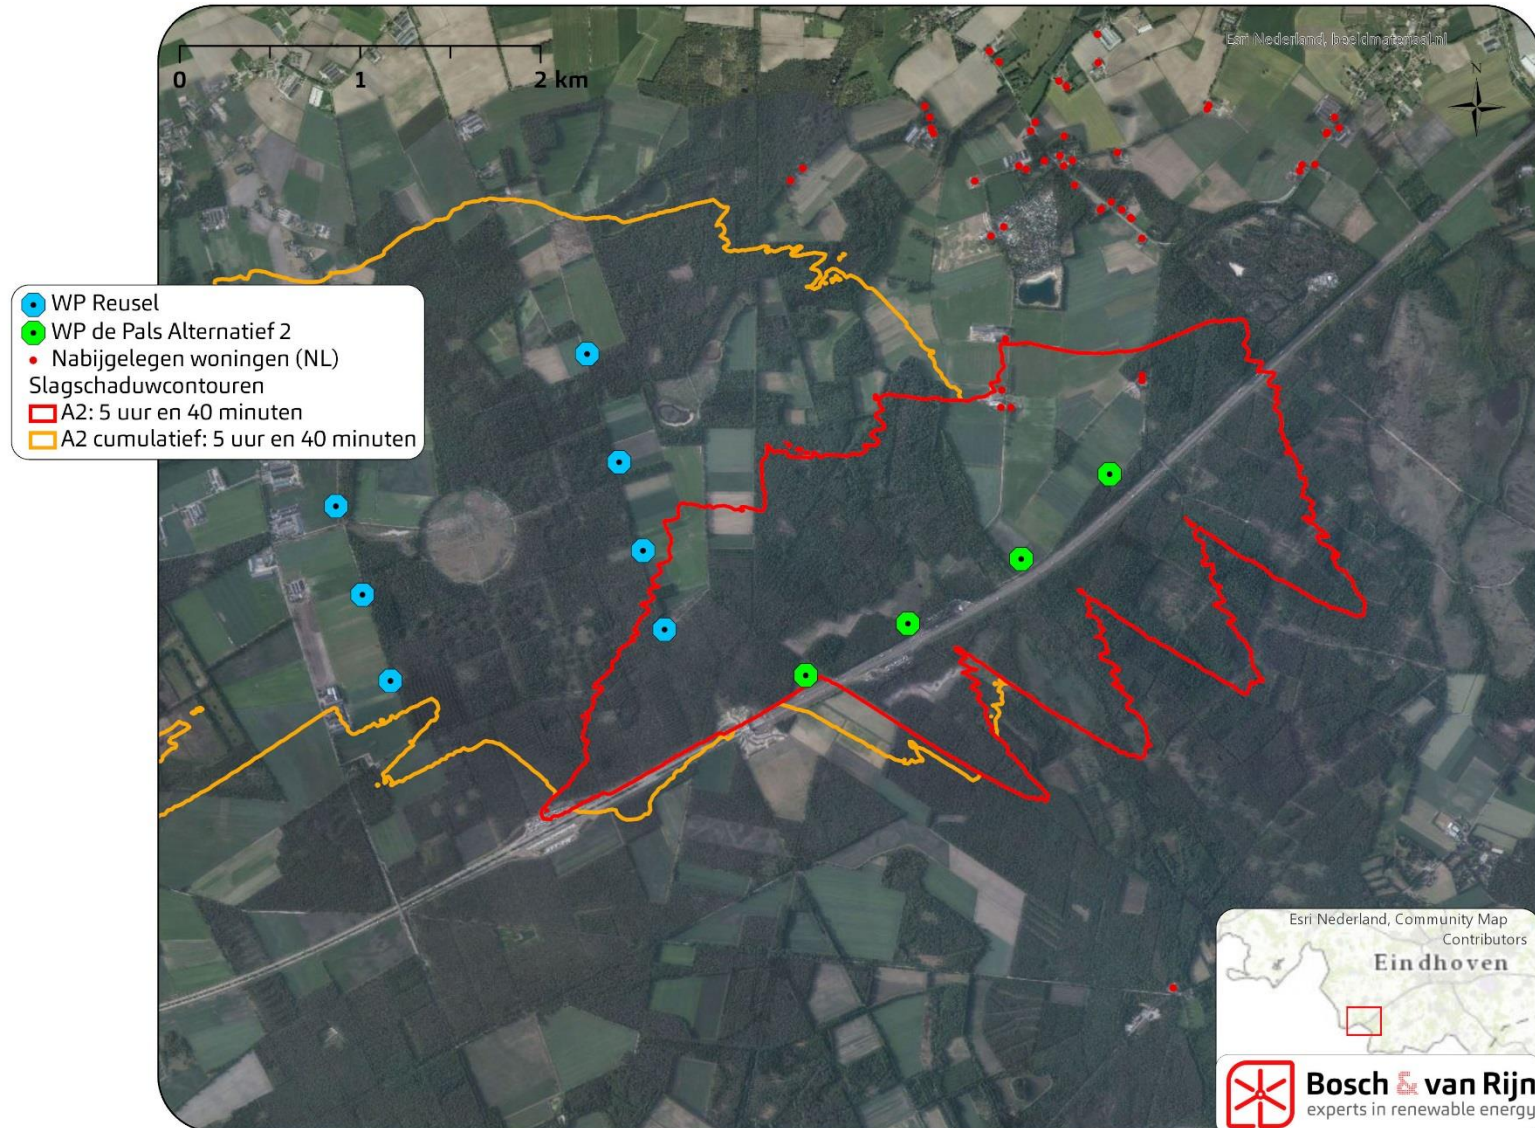 Esri Nederland, beeldmateriaal.nl
0 1 2 km
N
WP Reusel
WP de Pals Alternatief 2
Nabijgelegen woningen (NL)
Slagschaduwcontouren
A2: 5 uur en 40 minuten
A2 cumulatief: 5 uur en 40 minuten
Esri Nederland, Community Map
Contributors
Eindhoven
Bosch & van Rijn
experts in renewable energy